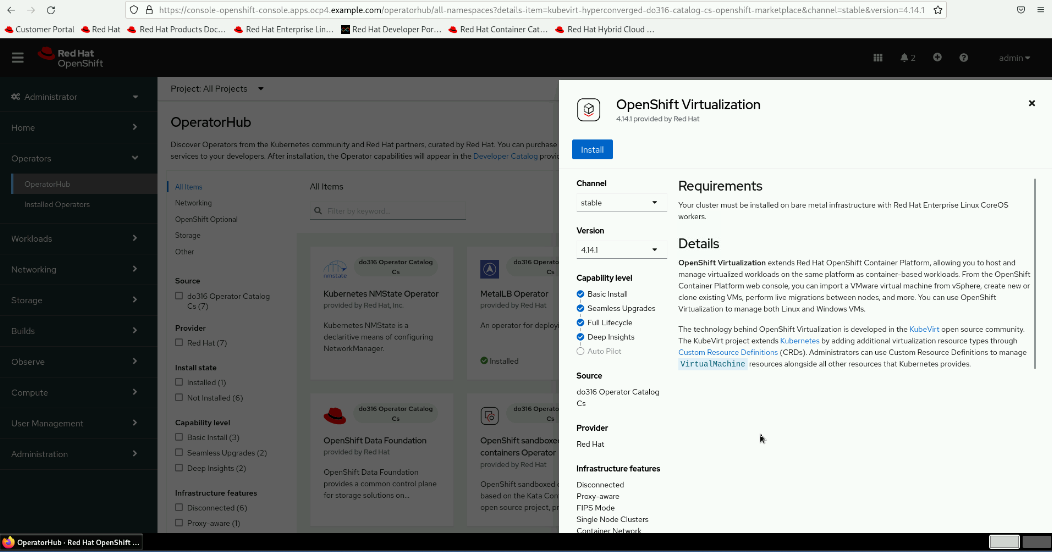 https://console-openshift-console.apps.ocp4.example.com/operatorhub/all-namespaces?details-item=kubevirt-hyperconverged-do316-catalog-cs-openshift-marketplace&channel=stable&version=4.14.1
Customer Portal
Red Hat
Red Hat Products Doc…
Red Hat Enterprise Lin…
Red Hat Developer Por…
Red Hat Container Cat…
Red Hat Hybrid Cloud …
Red Hat
OpenShift
2
admin
Administrator
Home
Operators
OperatorHub
Installed Operators
Workloads
Networking
Storage
Builds
Observe
Compute
User Management
Administration
Project: All Projects
OperatorHub
Discover Operators from the Kubernetes community and Red Hat partners, curated by Red Hat. You can purchase
services to your developers. After installation, the Operator capabilities will appear in the Developer Catalog provi
All Items
Networking
OpenShift Optional
Storage
Other
Source
do316 Operator Catalog
Cs (7)
Provider
Red Hat (7)
Install state
Installed (1)
Not Installed (6)
Capability level
Basic Install (3)
Seamless Upgrades (2)
Deep Insights (2)
Infrastructure features
Disconnected (6)
Proxy-aware (1)
All Items
Filter by keyword...
do316 Operator Catalog
Cs
Kubernetes NMState Operator
provided by Red Hat, Inc.
Kubernetes NMState is a
declaritive means of configuring
NetworkManager.
do316 Operator
Cs
MetalLB Operator
provided by Red Hat
An operator for deploy
Installed
do316 Operator Catalog
Cs
OpenShift Data Foundation
provided by Red Hat
OpenShift Data Foundation
provides a common control plane
for storage solutions on...
do316 Operator
Cs
OpenShift sandboxed
containers Operator
provided by Red Hat
OpenShift sandboxed c
based on the Kata Con
open source project, pr
OpenShift Virtualization
4.14.1 provided by Red Hat
Install
Channel
stable
Version
4.14.1
Capability level
Basic Install
Seamless Upgrades
Full Lifecycle
Deep Insights
Auto Pilot
Source
do316 Operator Catalog
Cs
Provider
Red Hat
Infrastructure features
Disconnected
Proxy-aware
FIPS Mode
Single Node Clusters
Container Network
Requirements
Your cluster must be installed on bare metal infrastructure with Red Hat Enterprise Linux CoreOS
workers.
Details
OpenShift Virtualization extends Red Hat OpenShift Container Platform, allowing you to host and
manage virtualized workloads on the same platform as container-based workloads. From the OpenShift
Container Platform web console, you can import a VMware virtual machine from vSphere, create new or
clone existing VMs, perform live migrations between nodes, and more. You can use OpenShift
Virtualization to manage both Linux and Windows VMs.
The technology behind OpenShift Virtualization is developed in the KubeVirt open source community.
The KubeVirt project extends Kubernetes by adding additional virtualization resource types through
Custom Resource Definitions (CRDs). Administrators can use Custom Resource Definitions to manage
VirtualMachine resources alongside all other resources that Kubernetes provides.
OperatorHub · Red Hat OpenShift …